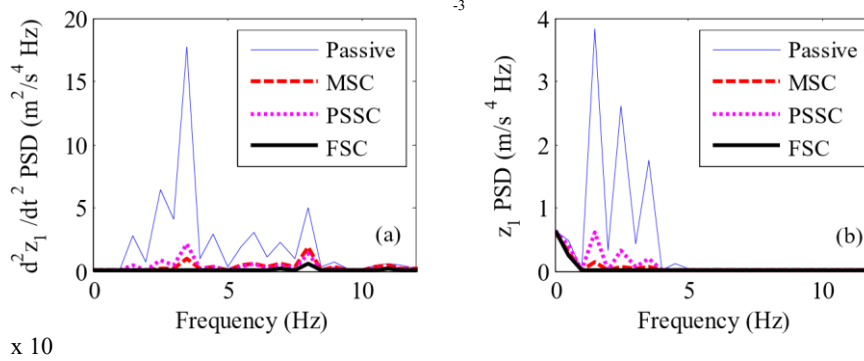 -3
20
15
10
5
0
d²z₁/dt² PSD (m²/s⁴ Hz)
Passive
MSC
PSSC
FSC
(a)
0 5 10
Frequency (Hz)
4
3
2
1
0
z₁ PSD (m/s⁴ Hz)
Passive
MSC
PSSC
FSC
(b)
0 5 10
Frequency (Hz)
x 10